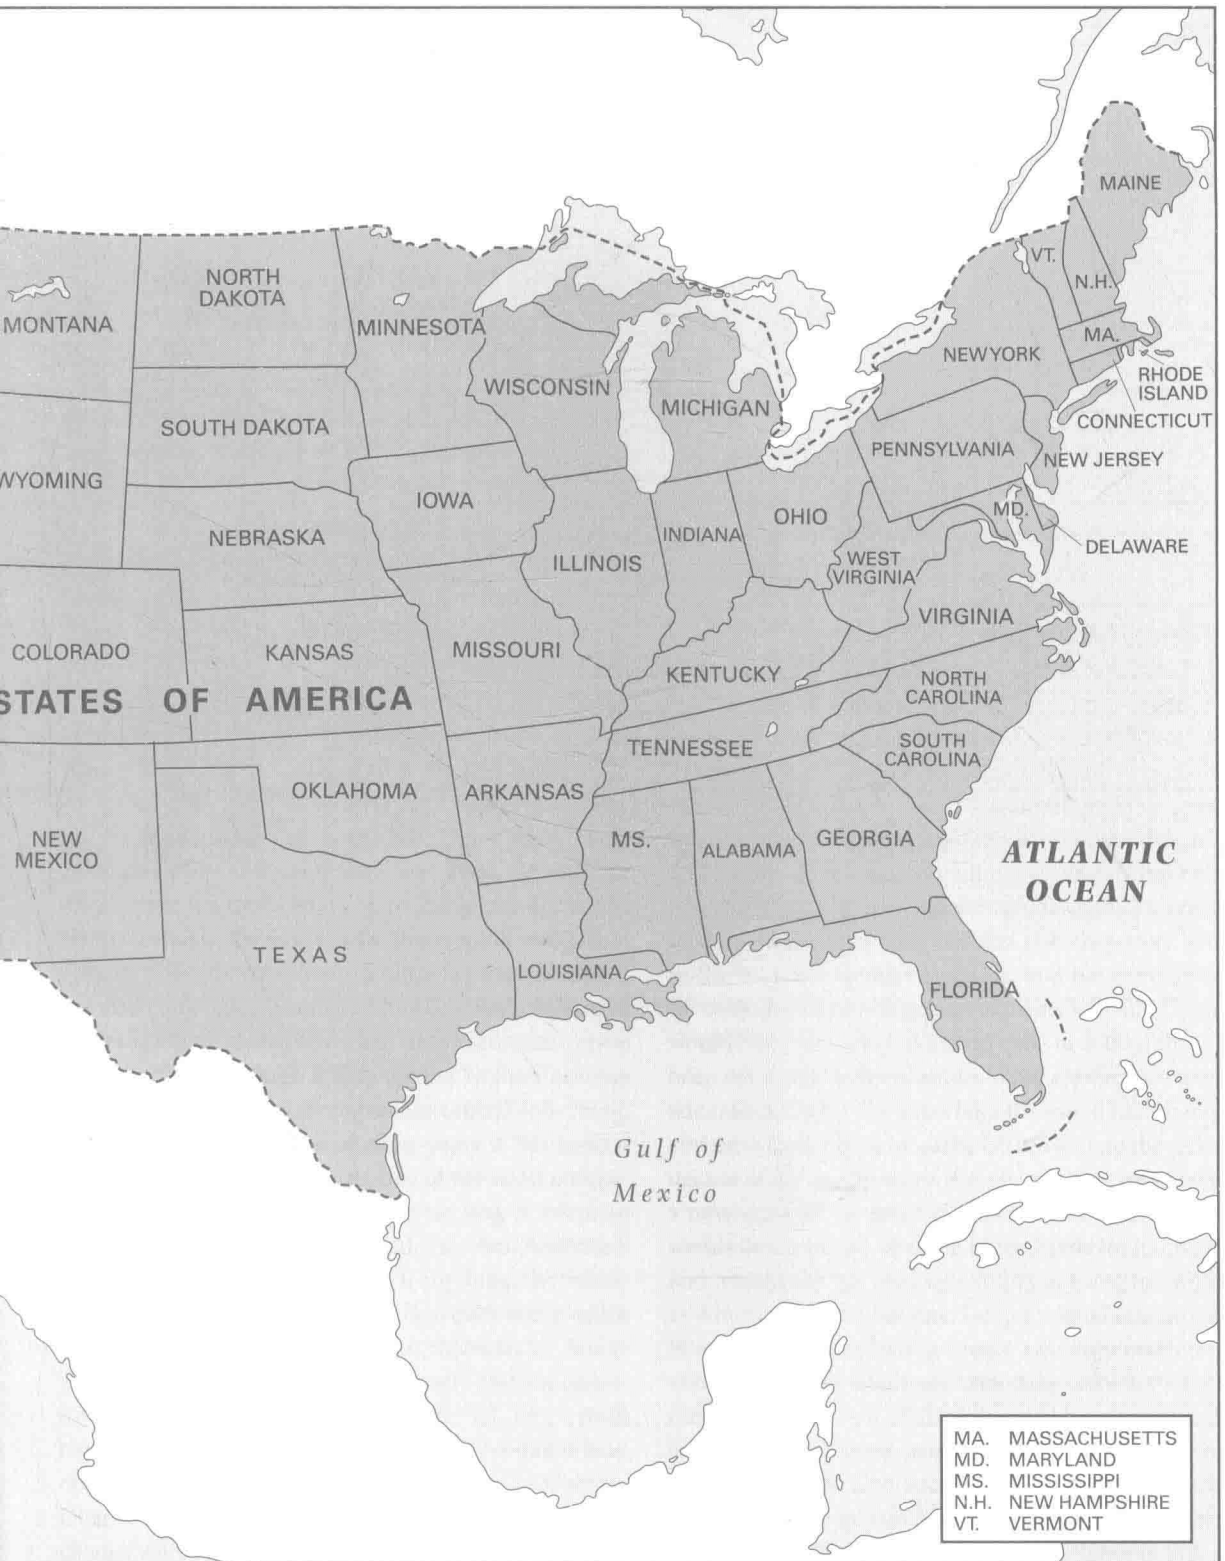 MAINE
VT.
N.H.
NORTH
DAKOTA
MONTANA
MINNESOTA
MA.
NEW YORK
RHODE
ISLAND
WISCONSIN
MICHIGAN
CONNECTICUT
SOUTH DAKOTA
PENNSYLVANIA
NEW JERSEY
WYOMING
IOWA
MD.
OHIO
INDIANA
NEBRASKA
DELAWARE
ILLINOIS
WEST
VIRGINIA
VIRGINIA
COLORADO
KANSAS
MISSOURI
KENTUCKY
NORTH
CAROLINA
STATES OF AMERICA
TENNESSEE
SOUTH
CAROLINA
OKLAHOMA
ARKANSAS
NEW
MEXICO
MS.
ALABAMA
GEORGIA
ATLANTIC
OCEAN
TEXAS
LOUISIANA
FLORIDA
Gulf of
Mexico
MA. MASSACHUSETTS
MD. MARYLAND
MS. MISSISSIPPI
N.H. NEW HAMPSHIRE
VT. VERMONT